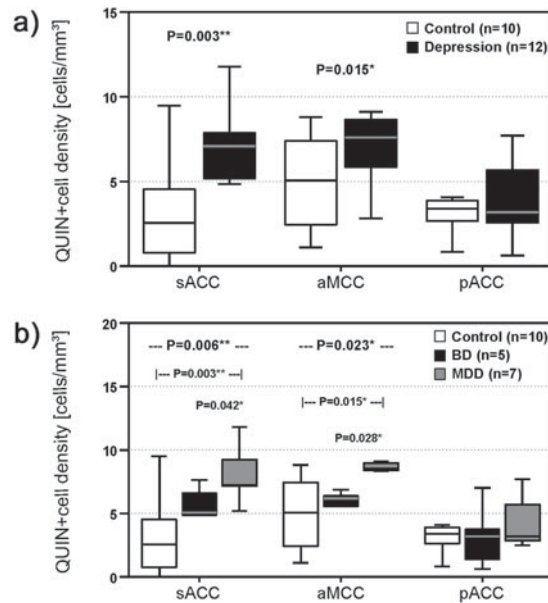 a)
QUIN+cell density [cells/mm³]
15
10
5
0
Control (n=10)
Depression (n=12)
P=0.003**
P=0.015*
sACC
aMCC
pACC
b)
QUIN+cell density [cells/mm³]
20
15
10
5
0
Control (n=10)
BD (n=5)
MDD (n=7)
--- P=0.006** ---
--- P=0.023* ---
|--- P=0.003** ---|
|--- P=0.015* ---|
P=0.042*
P=0.028*
sACC
aMCC
pACC